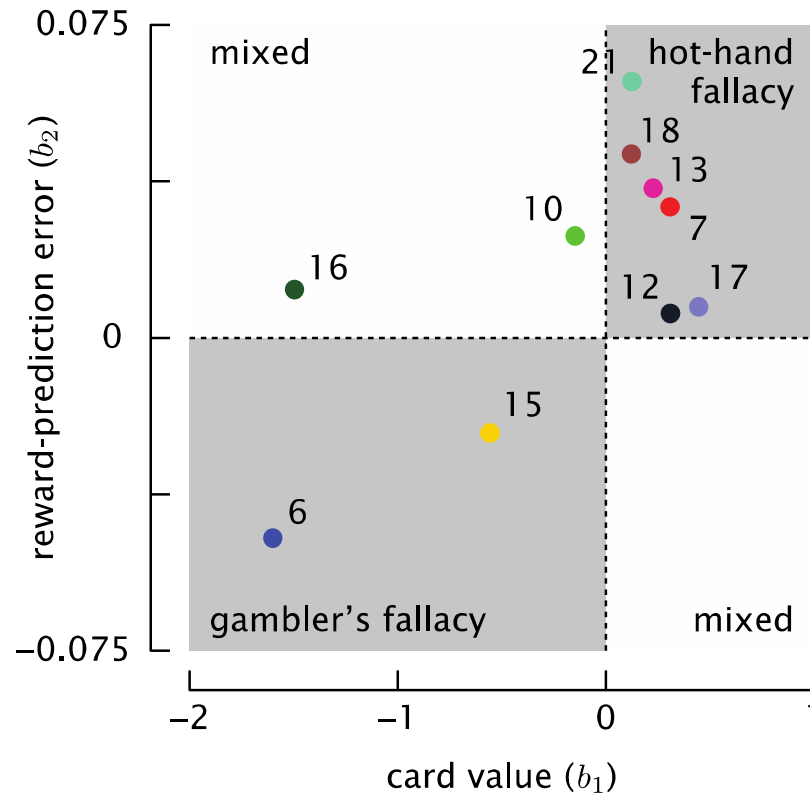 0.075
mixed
hot-hand
fallacy
21
18
13
10
7
16
12
17
0
15
6
gambler's fallacy
mixed
−0.075
−2
−1
0
card value (b₁)
reward-prediction error (b₂)